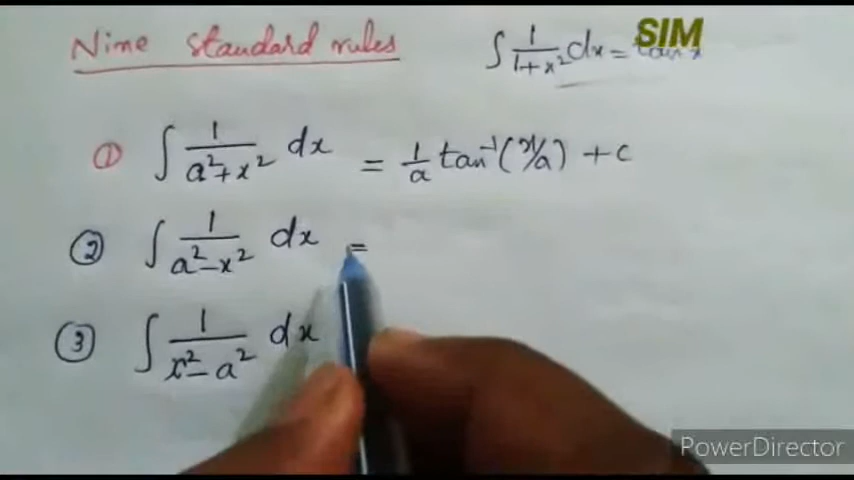 Nine standard rules
∫ 1/(1+x²) dx = tan x
SIM
① ∫ 1/(a²+x²) dx = 1/a tan⁻¹(x/a) + c
② ∫ 1/(a²-x²) dx =
③ ∫ 1/(x²-a²) dx
PowerDirector